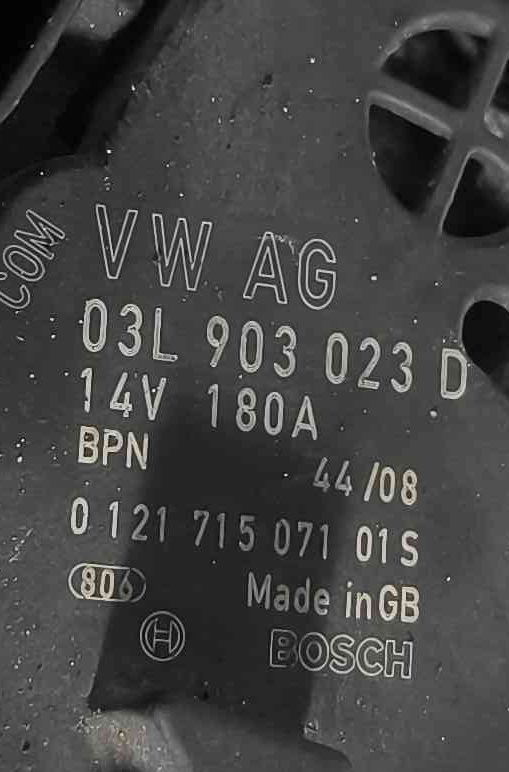 COM
VW AG
03L 903 023 D
14V 180A
BPN 44/08
0 121 715 071 01S
806 Made in GB
BOSCH